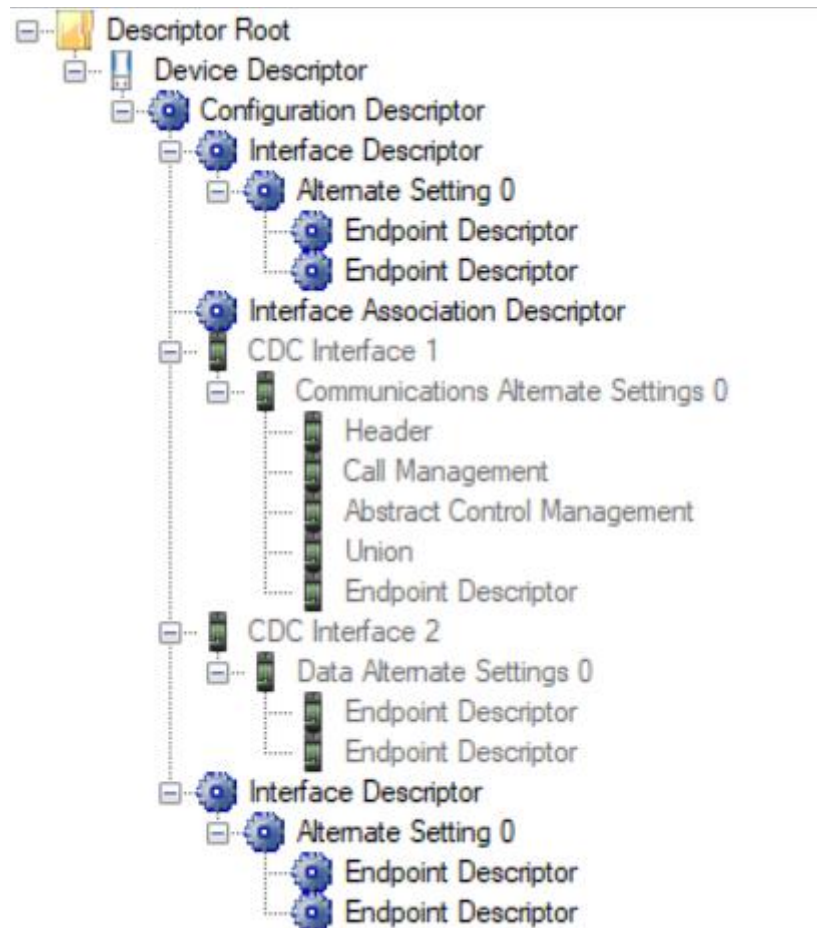 Descriptor Root
Device Descriptor
Configuration Descriptor
Interface Descriptor
Alternate Setting 0
Endpoint Descriptor
Endpoint Descriptor
Interface Association Descriptor
CDC Interface 1
Communications Alternate Settings 0
Header
Call Management
Abstract Control Management
Union
Endpoint Descriptor
CDC Interface 2
Data Alternate Settings 0
Endpoint Descriptor
Endpoint Descriptor
Interface Descriptor
Alternate Setting 0
Endpoint Descriptor
Endpoint Descriptor